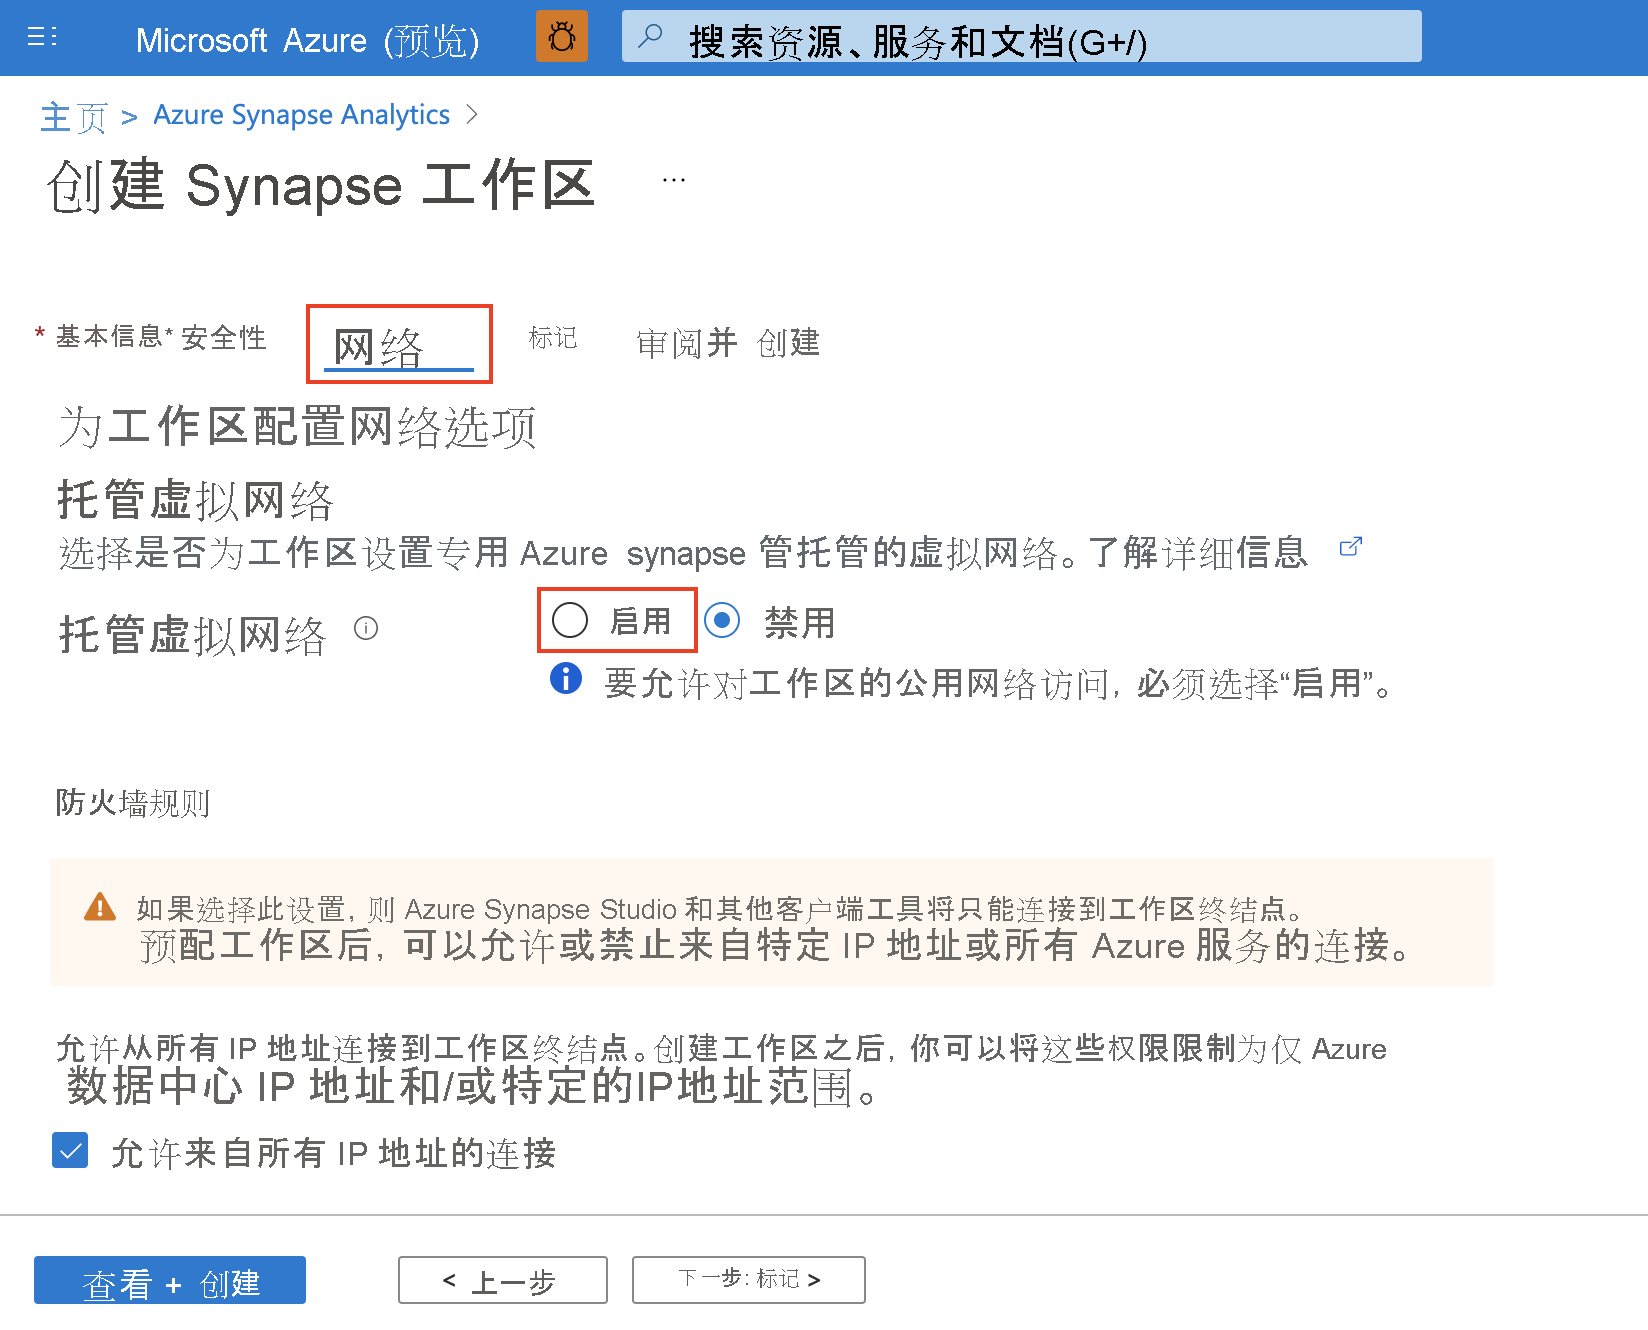 Microsoft Azure (预览)
搜索资源、服务和文档(G+/)
主页 > Azure Synapse Analytics >
创建 Synapse 工作区 ...
* 基本信息* 安全性 网络 标记 审阅并 创建
为工作区配置网络选项
托管虚拟网络
选择是否为工作区设置专用 Azure synapse 管托管的虚拟网络。了解详细信息
托管虚拟网络 启用 禁用
要允许对工作区的公用网络访问, 必须选择“启用”。
防火墙规则
如果选择此设置, 则 Azure Synapse Studio 和其他客户端工具将只能连接到工作区终结点。
预配工作区后, 可以允许或禁止来自特定 IP 地址或所有 Azure 服务的连接。
允许从所有 IP 地址连接到工作区终结点。创建工作区之后, 你可以将这些权限限制为仅 Azure
数据中心 IP 地址和/或特定的IP地址范围。
允许来自所有 IP 地址的连接
查看 + 创建 < 上一步 下一步: 标记 >